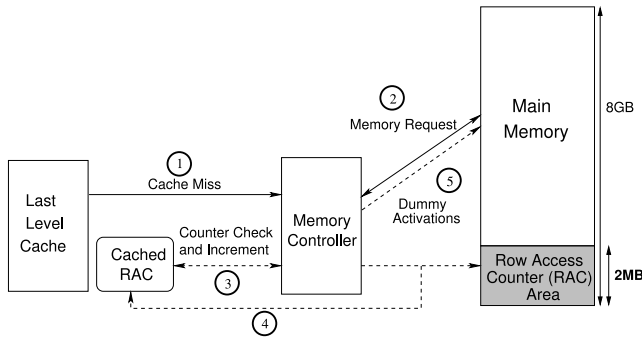 Last
Level
Cache
1
Cache Miss
Cached
RAC
Counter Check
and Increment
3
4
Memory
Controller
2
Memory Request
5
Dummy
Activations
Main
Memory
8GB
Row Access
Counter (RAC)
Area
2MB